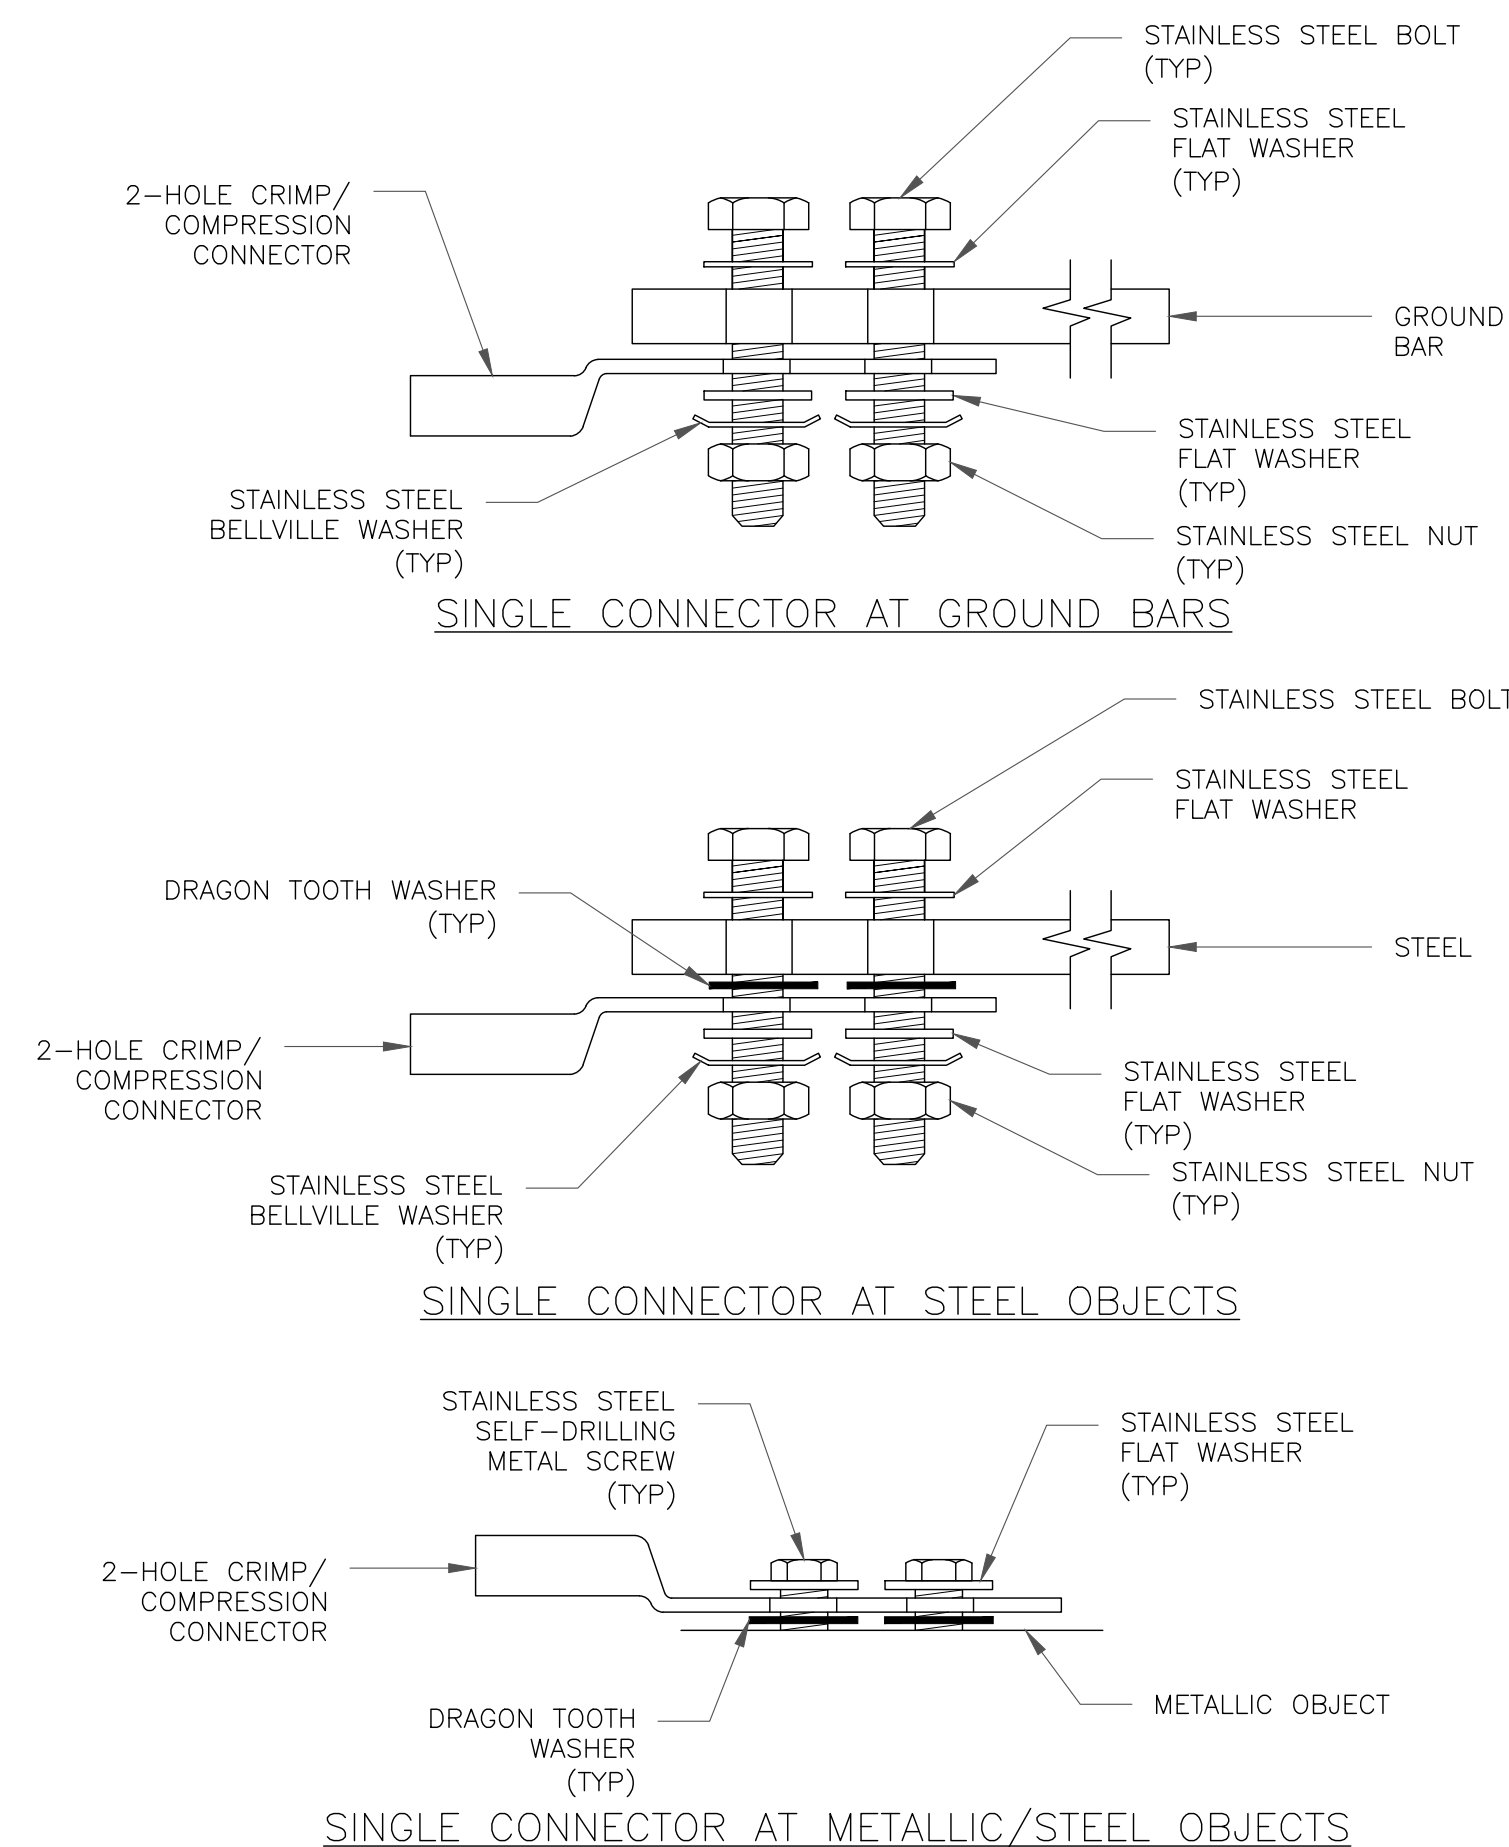 STAINLESS STEEL BOLT
(TYP)
STAINLESS STEEL
FLAT WASHER
(TYP)
2-HOLE CRIMP/
COMPRESSION
CONNECTOR
GROUND
BAR
STAINLESS STEEL
FLAT WASHER
(TYP)
STAINLESS STEEL
BELLVILLE WASHER
(TYP)
STAINLESS STEEL NUT
(TYP)
SINGLE CONNECTOR AT GROUND BARS
STAINLESS STEEL BOLT
STAINLESS STEEL
FLAT WASHER
DRAGON TOOTH WASHER
(TYP)
STEEL
2-HOLE CRIMP/
COMPRESSION
CONNECTOR
STAINLESS STEEL
FLAT WASHER
(TYP)
STAINLESS STEEL NUT
(TYP)
STAINLESS STEEL
BELLVILLE WASHER
(TYP)
SINGLE CONNECTOR AT STEEL OBJECTS
STAINLESS STEEL
SELF-DRILLING
METAL SCREW
(TYP)
STAINLESS STEEL
FLAT WASHER
(TYP)
2-HOLE CRIMP/
COMPRESSION
CONNECTOR
METALLIC OBJECT
DRAGON TOOTH
WASHER
(TYP)
SINGLE CONNECTOR AT METALLIC/STEEL OBJECTS